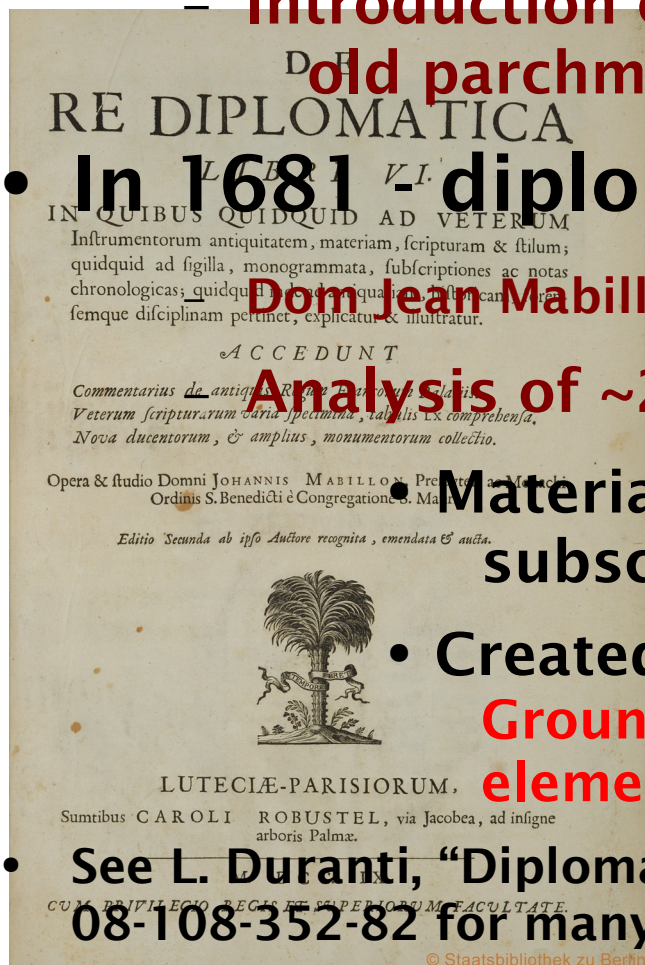 – Introduction
D E
old parchm
RE DIPLOMATICA
L I B R I VI.
• In 1681 - diplo
IN QUIBUS QUIDQUID AD VETERUM
Inſtrumentorum antiquitatem, materiam, ſcripturam & ſtilum;
quidquid ad ſigilla, monogrammata, ſubſcriptiones ac notas
chronologicas; quidquid
– Dom Jean Mabill
ſemque diſciplinam pertinet, explicatur & illuſtratur.
ACCEDUNT
Commentarius de antiquis Regum Francorum Palatiis.
– Analysis of ~2
Veterum ſcripturarum varia ſpecimina, tabulis LX comprehenſa.
Nova ducentorum, & amplius, monumentorum collectio.
Opera & ſtudio Domni JOHANNIS MABILLON, Presbyteri ac Monachi
• Materia
Ordinis S. Benedicti è Congregatione S. Mauri.
Editio Secunda ab ipſo Auctore recognita, emendata & aucta.
subsc
• Created
Groun
LUTECIÆ-PARISIORUM,
eleme
Sumtibus CAROLI ROBUSTEL, via Jacobea, ad inſigne
arboris Palmæ.
• See L. Duranti, “Diploma
CUM PRIVILEGIO REGIS ET SUPERIORUM FACULTATE.
08-108-352-82 for many
© Staatsbibliothek zu Berlin